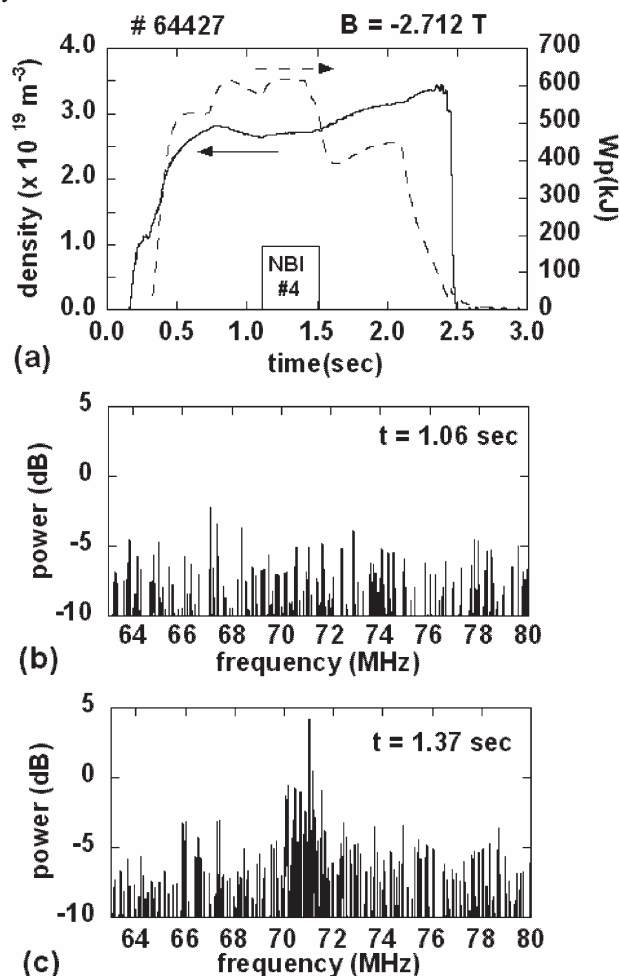 # 64427 B = -2.712 T
4.0 700
600
3.0 500
400
2.0 300
200
1.0 100
0.0 0
density (x 10 19 m-3)
Wp(kJ)
NBI
#4
0.0 0.5 1.0 1.5 2.0 2.5 3.0
(a) time(sec)
5
t = 1.06 sec
0
-5
-10
power (dB)
64 66 68 70 72 74 76 78 80
(b) frequency (MHz)
5
t = 1.37 sec
0
-5
-10
power (dB)
64 66 68 70 72 74 76 78 80
(c) frequency (MHz)